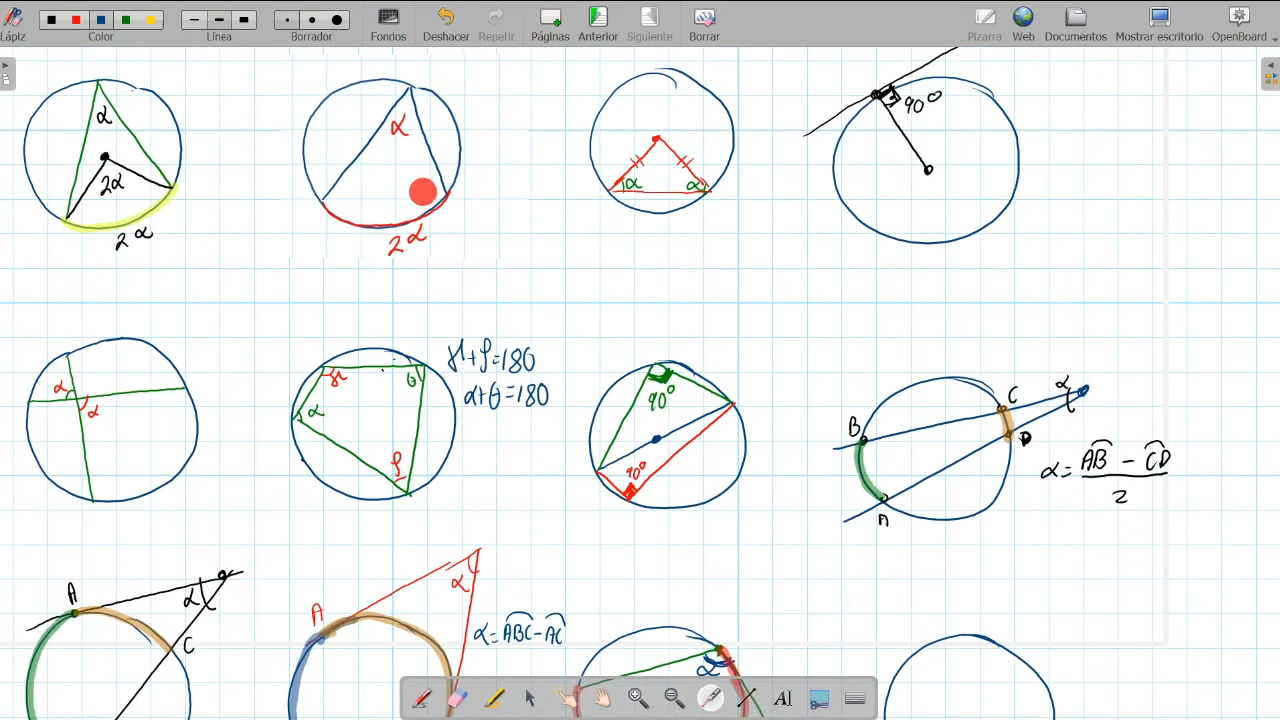 Lápiz
Color
Línea
Borrador
Fondos
Deshacer
Repetir
Páginas
Anterior
Siguiente
Borrar
Pizarra
Web
Documentos
Mostrar escritorio
OpenBoard
α
2α
2α
α
2α
α α
90°
α
α
α
θ
ρ
+ρ=180
α+θ=180
90°
90°
B
C
α
D
A
α = (AB - CD) / 2
A
α
C
A
α
α=ABC-AC
α
AI